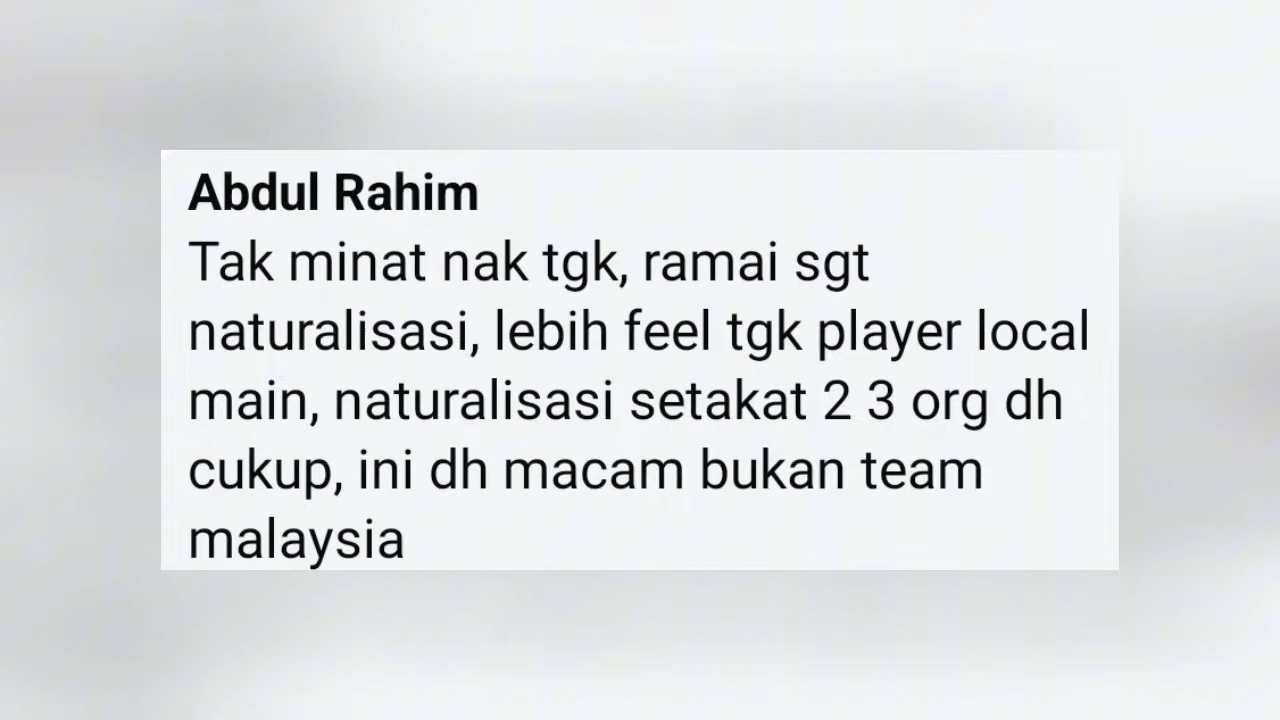 Abdul Rahim
Tak minat nak tgk, ramai sgt
naturalisasi, lebih feel tgk player local
main, naturalisasi setakat 2 3 org dh
cukup, ini dh macam bukan team
malaysia